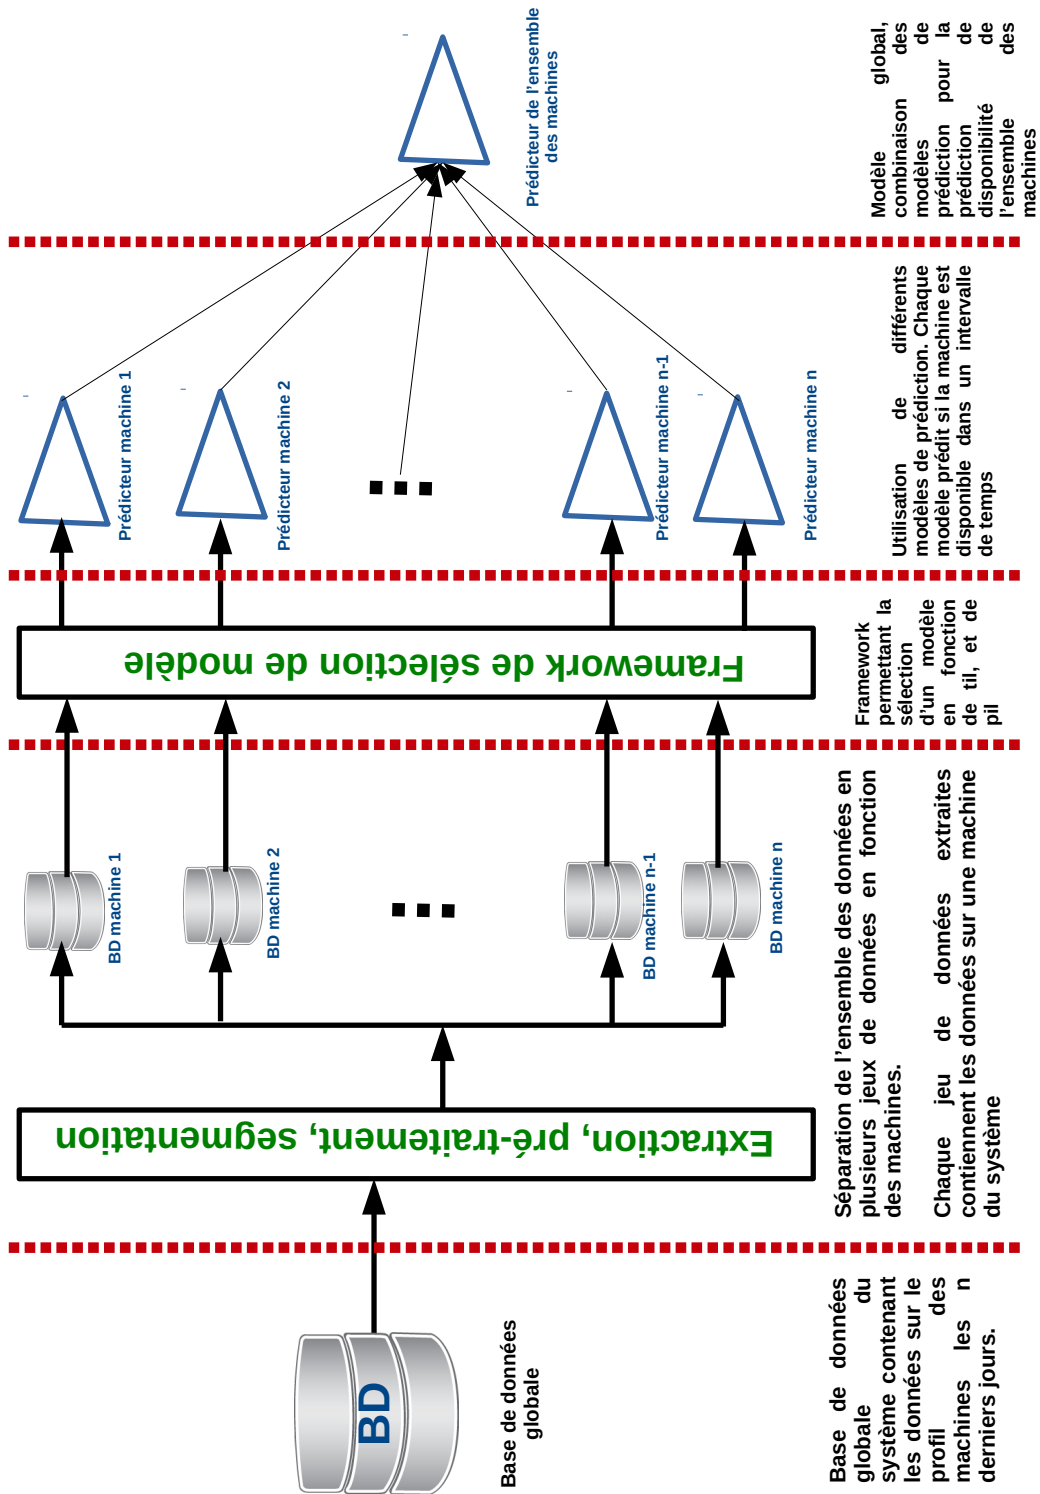 BD
Base de données
globale
Base de données
globale du
système contenant
les données sur le
profil des
machines les n
derniers jours.
Extraction, pré-traitement, segmentation
BD machine 1
BD machine 2
BD machine n-1
BD machine n
Séparation de l'ensemble des données en
plusieurs jeux de données en fonction
des machines.
Chaque jeu de données extraites
contiennent les données sur une machine
du système
Framework de sélection de modèle
Framework
permettant la
sélection
d'un modèle
en fonction
de til, et de
pil
Prédicteur machine 1
Prédicteur machine 2
Prédicteur machine n-1
Prédicteur machine n
Utilisation de différents
modèles de prédiction. Chaque
modèle prédit si la machine est
disponible dans un intervalle
de temps
Prédicteur de l'ensemble
des machines
Modèle global,
combinaison des
modèles de
prédiction pour la
prédiction de
disponibilité de
l'ensemble des
machines